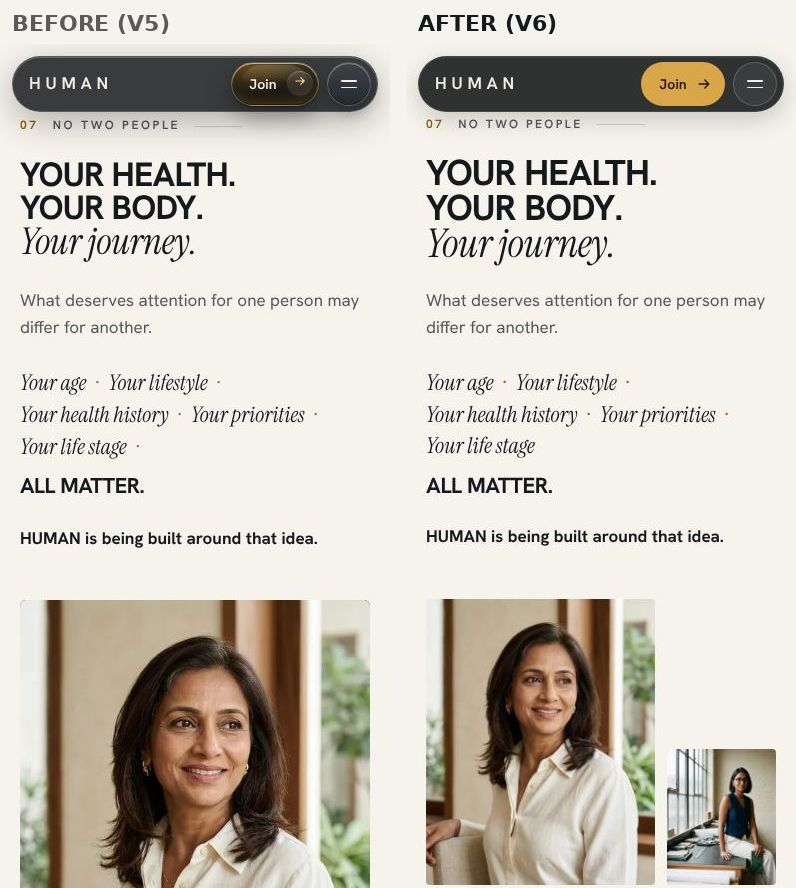 BEFORE (V5)
HUMAN
Join →
07 NO TWO PEOPLE
YOUR HEALTH.
YOUR BODY.
Your journey.
What deserves attention for one person may
differ for another.
Your age · Your lifestyle ·
Your health history · Your priorities ·
Your life stage ·
ALL MATTER.
HUMAN is being built around that idea.
AFTER (V6)
HUMAN
Join →
07 NO TWO PEOPLE
YOUR HEALTH.
YOUR BODY.
Your journey.
What deserves attention for one person may
differ for another.
Your age · Your lifestyle ·
Your health history · Your priorities ·
Your life stage
ALL MATTER.
HUMAN is being built around that idea.